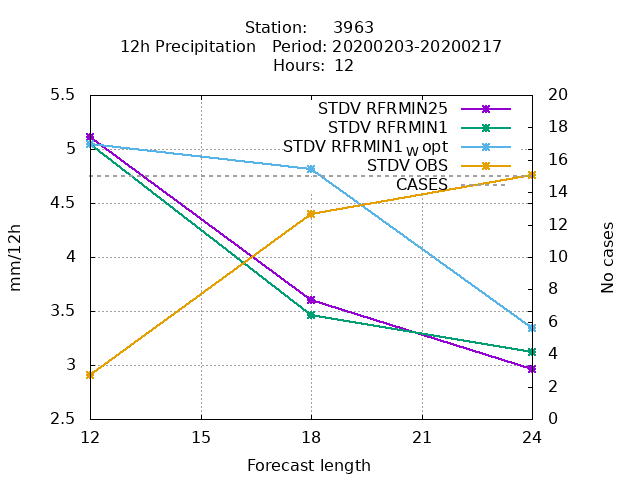 Station: 3963
12h Precipitation Period: 20200203-20200217
Hours: 12
5.5 20
STDV RFRMIN25
18
STDV RFRMIN1
5 STDV RFRMIN1 w opt 16
STDV OBS
CASES 14
4.5
12
4 10
mm/12h No cases
8
3.5
6
4
3
2
2.5 0
12 15 18 21 24
Forecast length